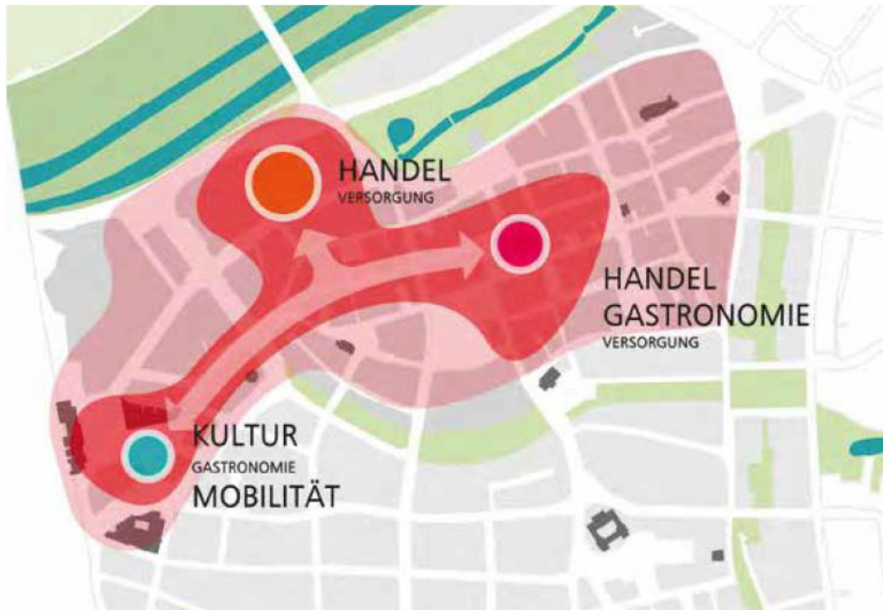 HANDEL
VERSORGUNG
HANDEL
GASTRONOMIE
VERSORGUNG
KULTUR
GASTRONOMIE
MOBILITÄT